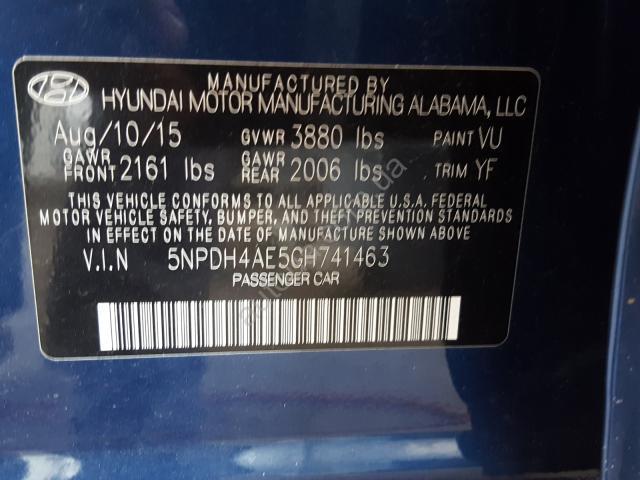 MANUFACTURED BY
HYUNDAI MOTOR MANUFACTURING ALABAMA, LLC
Aug/10/15 GVWR 3880 lbs PAINT VU
GAWR FRONT 2161 lbs GAWR REAR 2006 lbs TRIM YF
THIS VEHICLE CONFORMS TO ALL APPLICABLE U.S.A. FEDERAL
MOTOR VEHICLE SAFETY, BUMPER, AND THEFT PREVENTION STANDARDS
IN EFFECT ON THE DATE OF MANUFACTURE SHOWN ABOVE.
V.I.N 5NPDH4AE5GH741463
PASSENGER CAR